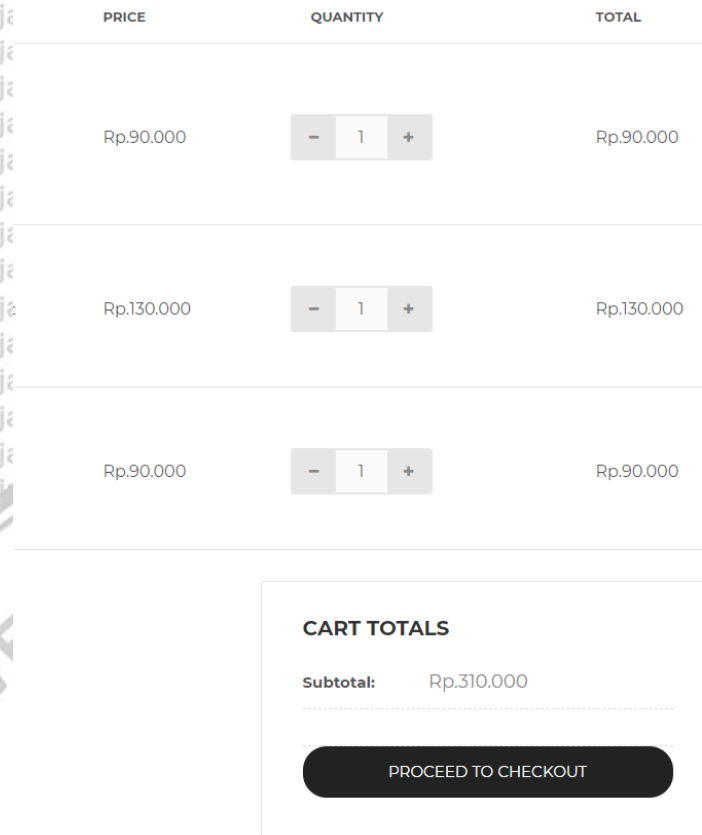 PRICE QUANTITY TOTAL
Rp.90.000 - 1 + Rp.90.000
Rp.130.000 - 1 + Rp.130.000
Rp.90.000 - 1 + Rp.90.000
CART TOTALS
Subtotal: Rp.310.000
PROCEED TO CHECKOUT